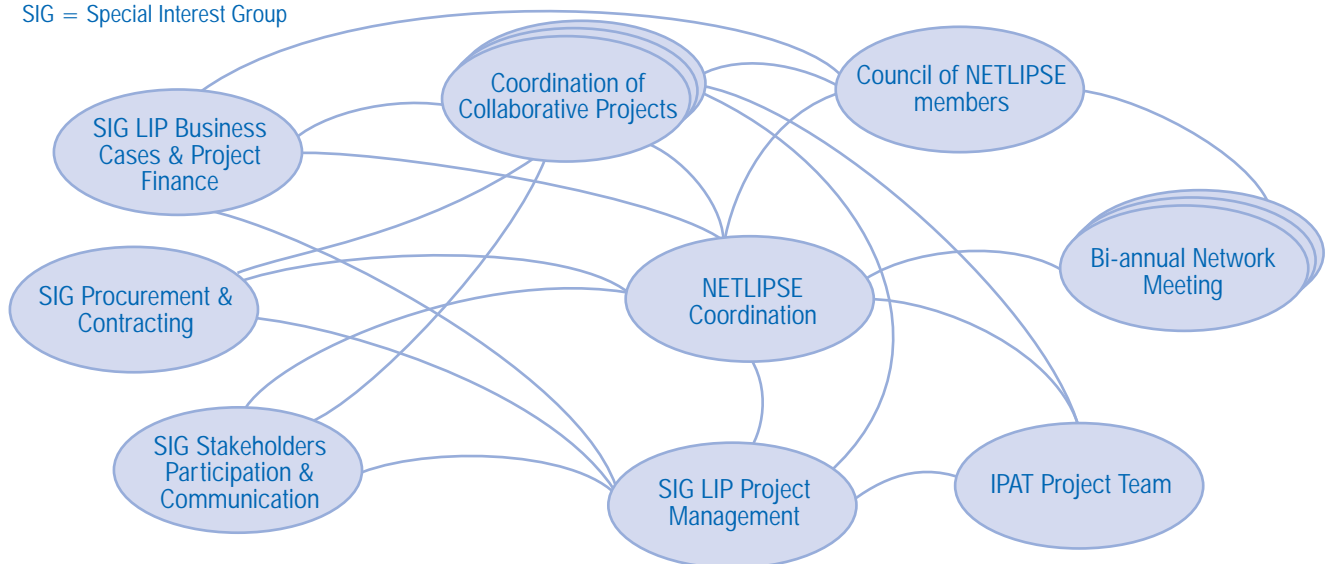 SIG = Special Interest Group
Coordination of
Collaborative Projects
Council of NETLIPSE
members
SIG LIP Business
Cases & Project
Finance
Bi-annual Network
Meeting
SIG Procurement &
Contracting
NETLIPSE
Coordination
SIG Stakeholders
Participation &
Communication
SIG LIP Project
Management
IPAT Project Team